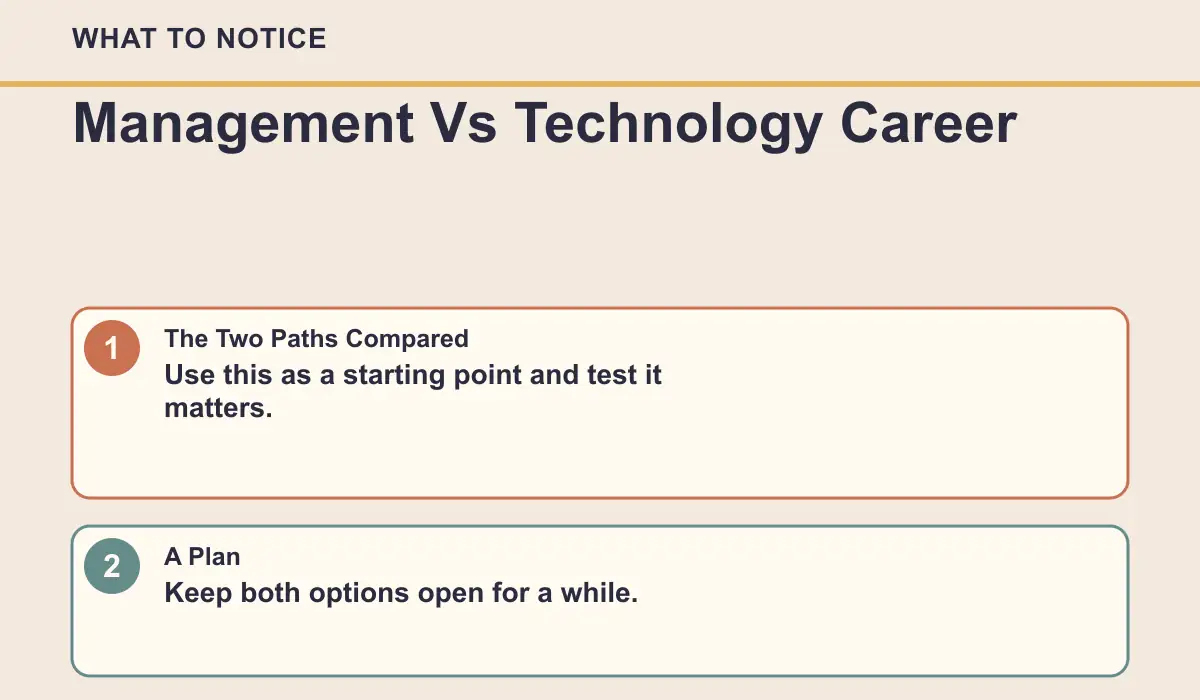 WHAT TO NOTICE
Management Vs Technology Career
1
The Two Paths Compared
Use this as a starting point and test it
matters.
2
A Plan
Keep both options open for a while.